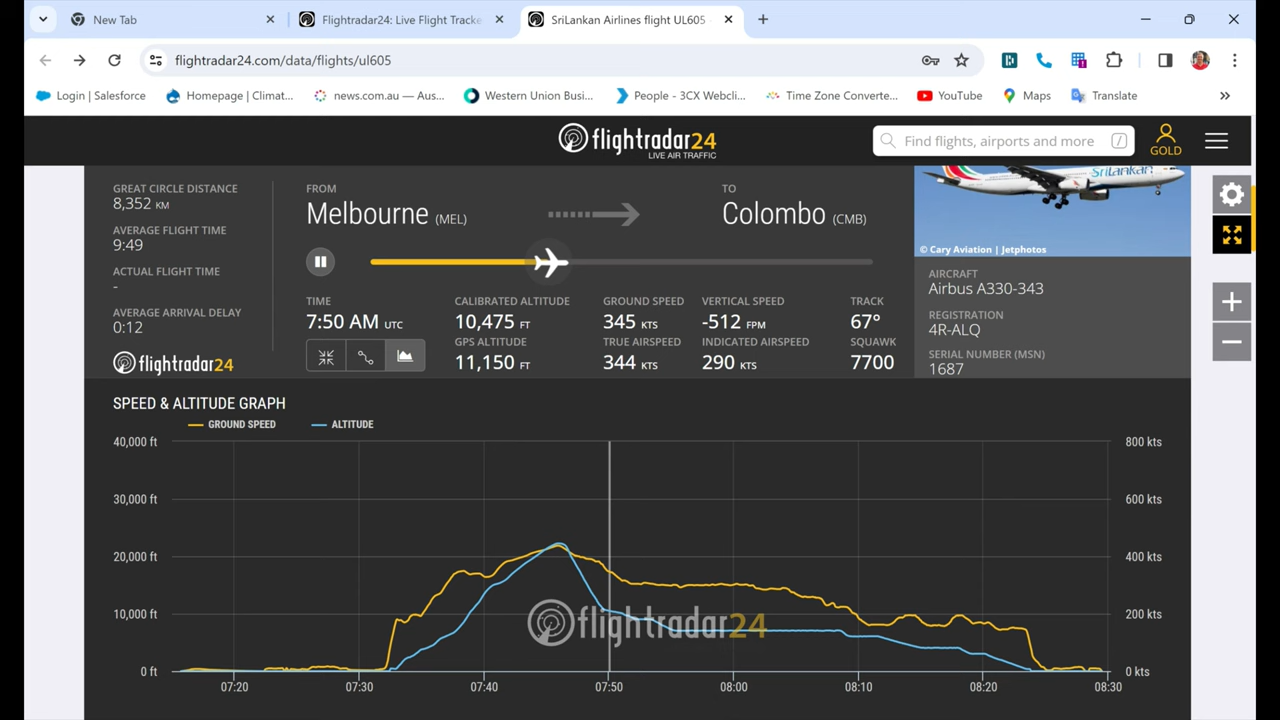 New Tab
Flightradar24: Live Flight Tracke
SriLankan Airlines flight UL605
flightradar24.com/data/flights/ul605
Login | Salesforce
Homepage | Climat...
news.com.au — Aus...
Western Union Busi...
People - 3CX Webcli...
Time Zone Converte...
YouTube
Maps
Translate
flightradar24
LIVE AIR TRAFFIC
Find flights, airports and more
/
GOLD
GREAT CIRCLE DISTANCE
8,352 KM
AVERAGE FLIGHT TIME
9:49
ACTUAL FLIGHT TIME
-
AVERAGE ARRIVAL DELAY
0:12
flightradar24
FROM
Melbourne (MEL)
TO
Colombo (CMB)
TIME
7:50 AM UTC
CALIBRATED ALTITUDE
10,475 FT
GPS ALTITUDE
11,150 FT
GROUND SPEED
345 KTS
TRUE AIRSPEED
344 KTS
VERTICAL SPEED
-512 FPM
INDICATED AIRSPEED
290 KTS
TRACK
67°
SQUAWK
7700
SriLankan
© Cary Aviation | Jetphotos
AIRCRAFT
Airbus A330-343
REGISTRATION
4R-ALQ
SERIAL NUMBER (MSN)
1687
SPEED & ALTITUDE GRAPH
GROUND SPEED
ALTITUDE
40,000 ft
30,000 ft
20,000 ft
10,000 ft
0 ft
800 kts
600 kts
400 kts
200 kts
0 kts
flightradar24
07:20
07:30
07:40
07:50
08:00
08:10
08:20
08:30